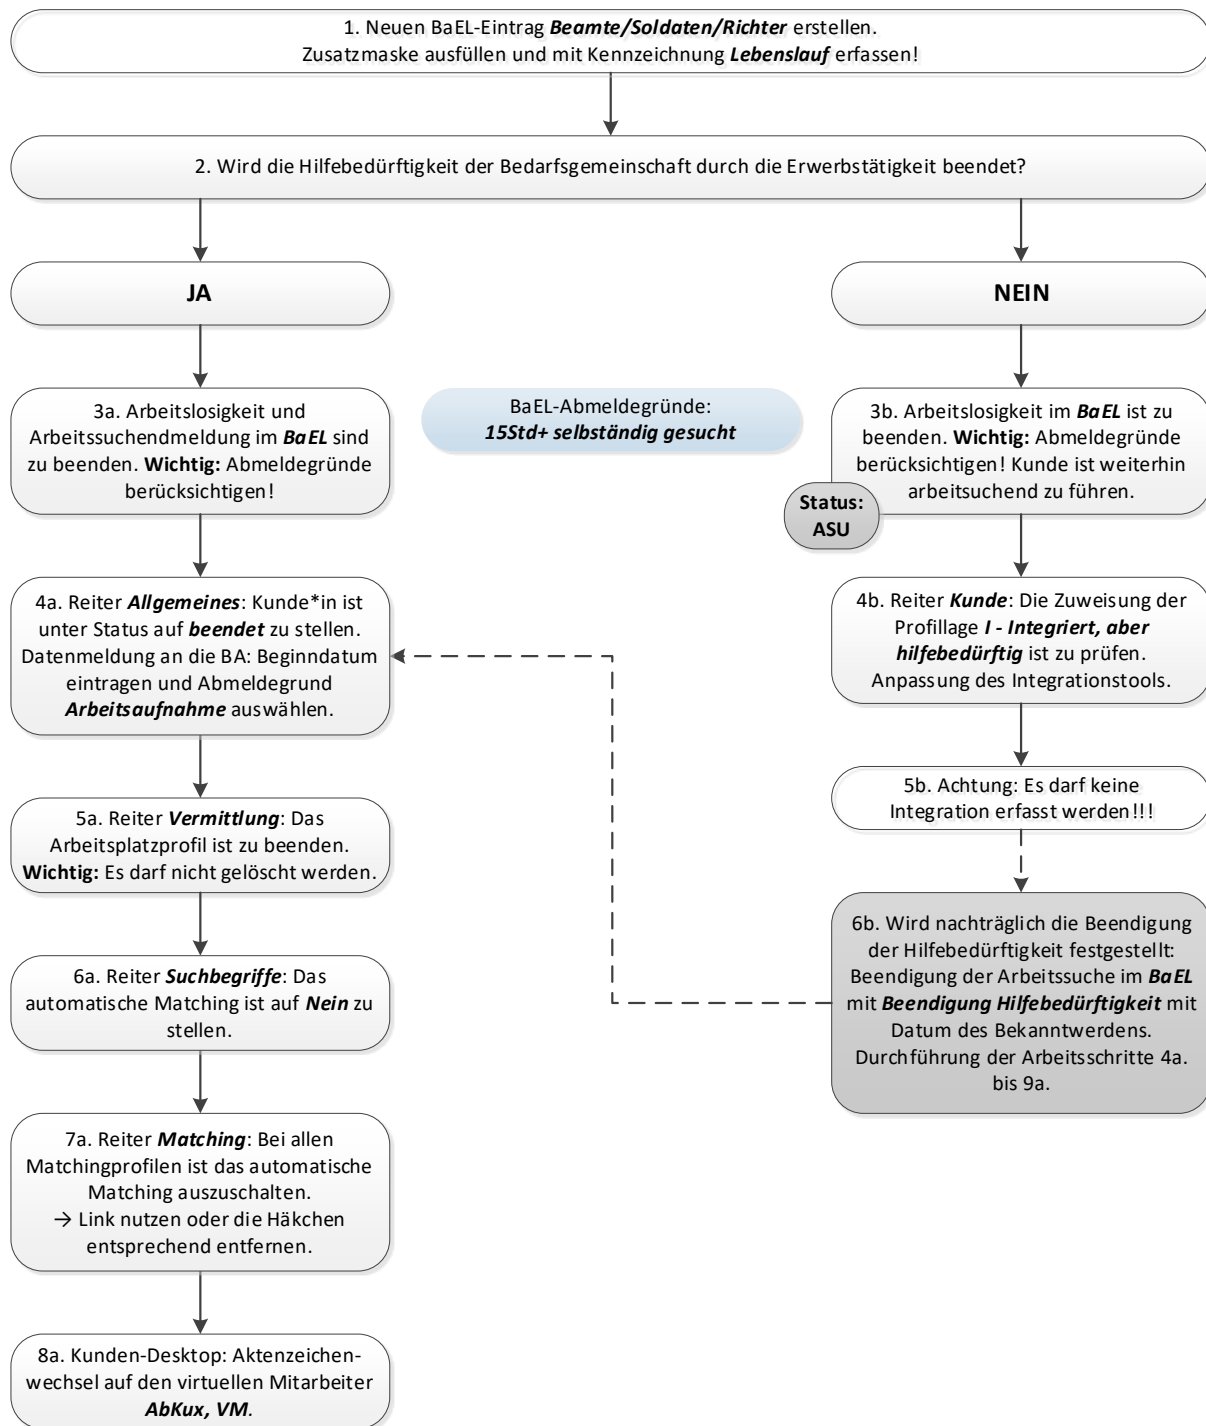 1. Neuen BaEL-Eintrag Beamte/Soldaten/Richter erstellen.
Zusatzmaske ausfüllen und mit Kennzeichnung Lebenslauf erfassen!
2. Wird die Hilfebedürftigkeit der Bedarfsgemeinschaft durch die Erwerbstätigkeit beendet?
JA
NEIN
3a. Arbeitslosigkeit und
Arbeitssuchendmeldung im BaEL sind
zu beenden. Wichtig: Abmeldegründe
berücksichtigen!
BaEL-Abmeldegründe:
15Std+ selbständig gesucht
3b. Arbeitslosigkeit im BaEL ist zu
beenden. Wichtig: Abmeldegründe
berücksichtigen! Kunde ist weiterhin
arbeitsuchend zu führen.
Status:
ASU
4a. Reiter Allgemeines: Kunde*in ist
unter Status auf beendet zu stellen.
Datenmeldung an die BA: Beginndatum
eintragen und Abmeldegrund
Arbeitsaufnahme auswählen.
4b. Reiter Kunde: Die Zuweisung der
Profillage I - Integriert, aber
hilfebedürftig ist zu prüfen.
Anpassung des Integrationstools.
5a. Reiter Vermittlung: Das
Arbeitsplatzprofil ist zu beenden.
Wichtig: Es darf nicht gelöscht werden.
5b. Achtung: Es darf keine
Integration erfasst werden!!!
6a. Reiter Suchbegriffe: Das
automatische Matching ist auf Nein zu
stellen.
6b. Wird nachträglich die Beendigung
der Hilfebedürftigkeit festgestellt:
Beendigung der Arbeitssuche im BaEL
mit Beendigung Hilfebedürftigkeit mit
Datum des Bekanntwerdens.
Durchführung der Arbeitsschritte 4a.
bis 9a.
7a. Reiter Matching: Bei allen
Matchingprofilen ist das automatische
Matching auszuschalten.
→ Link nutzen oder die Häkchen
entsprechend entfernen.
8a. Kunden-Desktop: Aktenzeichen-
wechsel auf den virtuellen Mitarbeiter
AbKux, VM.